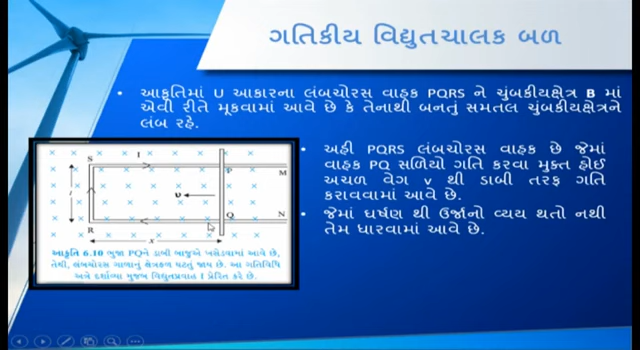 ગતિકીય વિદ્યુતચાલક બળ
• આકૃતિમાં U આકારના લંબચોરસ વાહક PQRS ને ચુંબકીયક્ષેત્ર B માં
એવી રીતે મૂકવામાં આવે છે કે તેનાથી બનતું સમતલ ચુંબકીયક્ષેત્રને
લંબ રહે.
• અહી PQRS લંબચોરસ વાહક છે જેમાં
વાહક PQ સળિયો ગતિ કરવા મુક્ત હોઈ
અચળ વેગ v થી ડાબી તરફ ગતિ
કરાવવામાં આવે છે.
• જેમાં ઘર્ષણ થી ઉર્જાનો વ્યય થતો નથી
તેમ ધારવામાં આવે છે.
S I P M
l υ
R Q N
x
આકૃતિ 6.10 ભુજા PQને ડાબી બાજુએ ખસેડવામાં આવે છે,
તેથી, લંબચોરસ ગાળાનું ક્ષેત્રફળ ઘટતું જાય છે. આ ગતિવિધિ
અત્રે દર્શાવ્યા મુજબ વિદ્યુતપ્રવાહ I પ્રેરિત કરે છે.